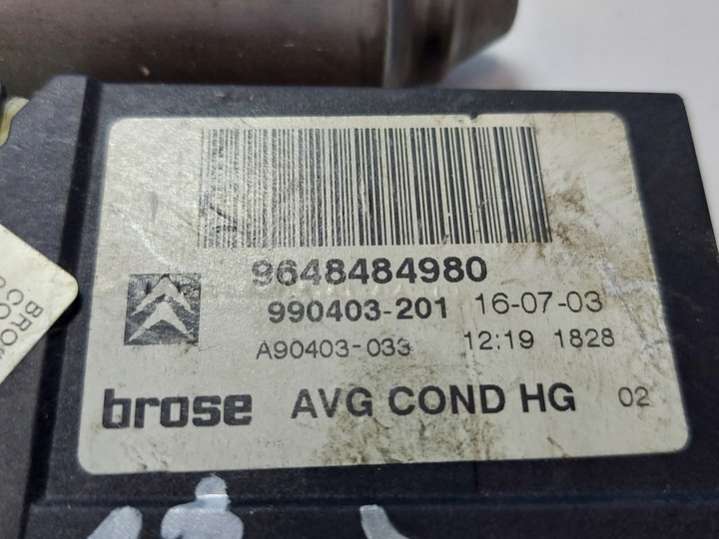 9648484980
990403-201 16-07-03
A90403-033 12:19 1828
brose AVG COND HG 02